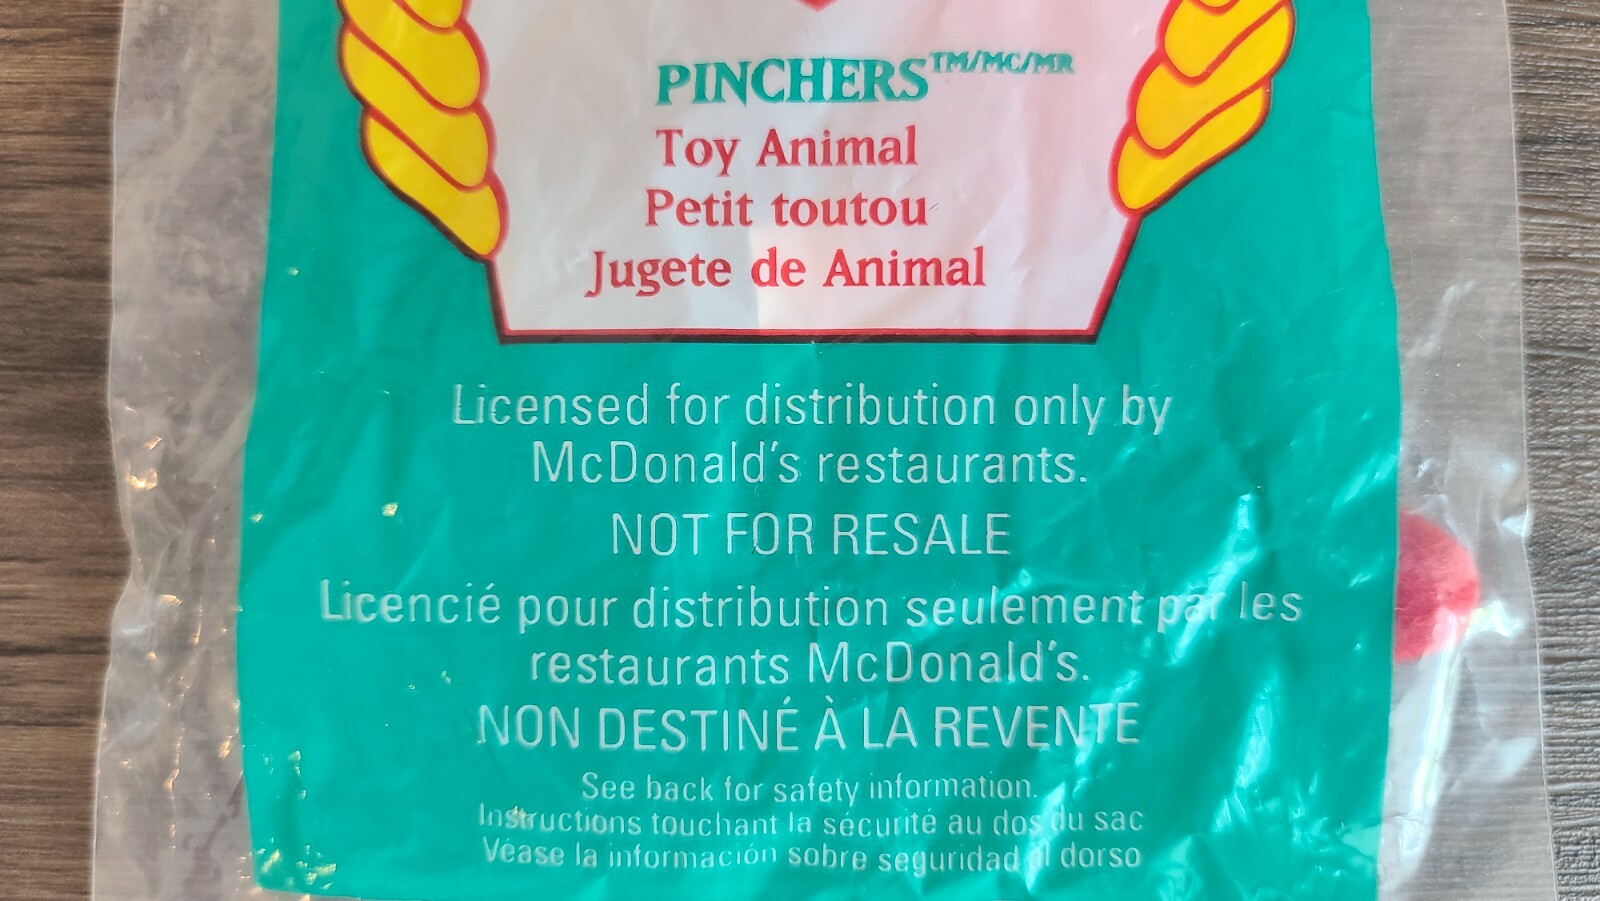 PINCHERS™/MC/MR
Toy Animal
Petit toutou
Jugete de Animal
Licensed for distribution only by
McDonald's restaurants.
NOT FOR RESALE
Licencié pour distribution seulement par les
restaurants McDonald's.
NON DESTINÉ À LA REVENTE
See back for safety information.
Instructions touchant la sécurité au dos du sac
Véase la información sobre seguridad al dorso